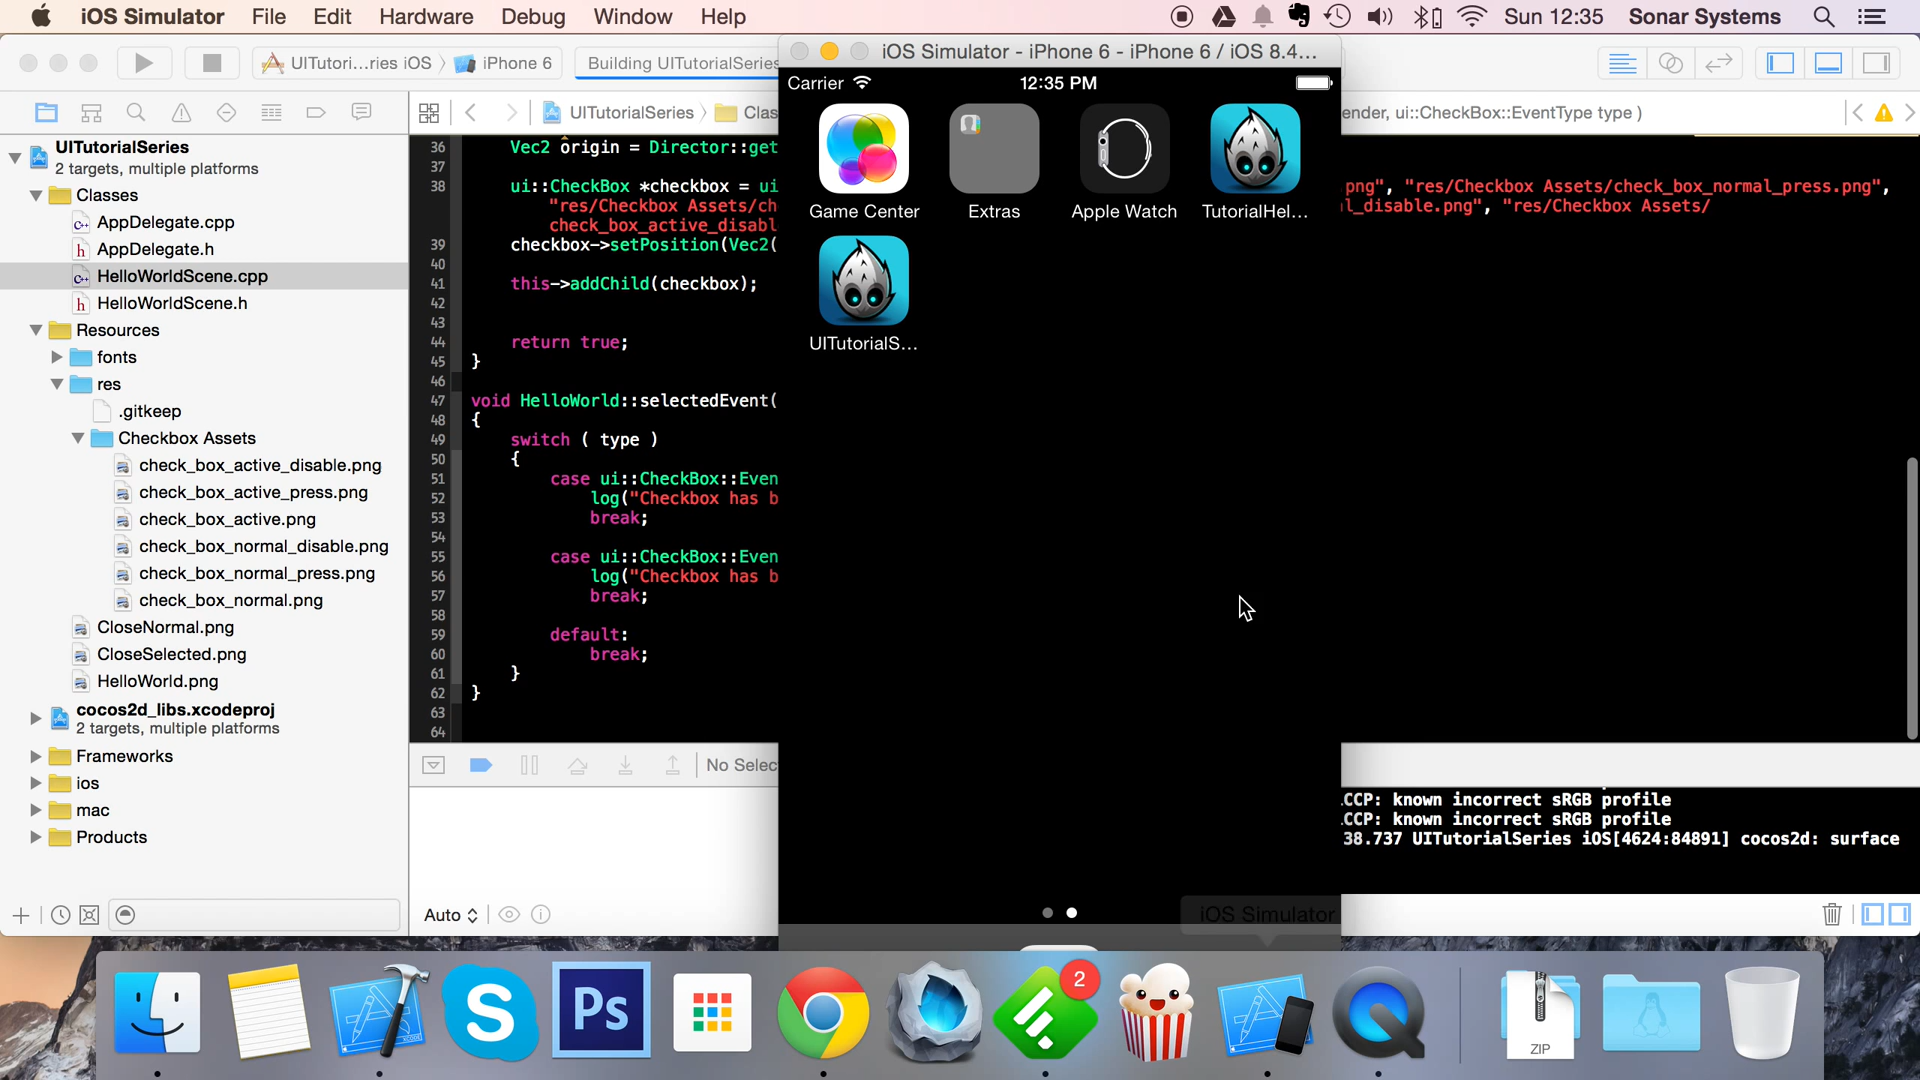 iOS Simulator File Edit Hardware Debug Window Help Sun 12:35 Sonar Systems
UITutori...ries iOS iPhone 6 Building UITutorialSeries
iOS Simulator - iPhone 6 - iPhone 6 / iOS 8.4...
Carrier 12:35 PM
UITutorialSeries Clas
ender, ui::CheckBox::EventType type )
UITutorialSeries
2 targets, multiple platforms
Classes
AppDelegate.cpp
AppDelegate.h
HelloWorldScene.cpp
HelloWorldScene.h
Resources
fonts
res
.gitkeep
Checkbox Assets
check_box_active_disable.png
check_box_active_press.png
check_box_active.png
check_box_normal_disable.png
check_box_normal_press.png
check_box_normal.png
CloseNormal.png
CloseSelected.png
HelloWorld.png
cocos2d_libs.xcodeproj
2 targets, multiple platforms
Frameworks
ios
mac
Products
36 Vec2 origin = Director::get
37
38 ui::CheckBox *checkbox = ui
"res/Checkbox Assets/ch
check_box_active_disabl
39 checkbox->setPosition(Vec2(
40
41 this->addChild(checkbox);
42
43
44 return true;
45 }
46
47 void HelloWorld::selectedEvent(
48 {
49 switch ( type )
50 {
51 case ui::CheckBox::Even
52 log("Checkbox has b
53 break;
54
55 case ui::CheckBox::Even
56 log("Checkbox has b
57 break;
58
59 default:
60 break;
61 }
62 }
63
64
png", "res/Checkbox Assets/check_box_normal_press.png",
l_disable.png", "res/Checkbox Assets/
Game Center Extras Apple Watch TutorialHel...
UITutorialS...
No Selec
CCP: known incorrect sRGB profile
CCP: known incorrect sRGB profile
38.737 UITutorialSeries iOS[4624:84891] cocos2d: surface
Auto
iOS Simulator
XCODE
Ps
2
ZIP